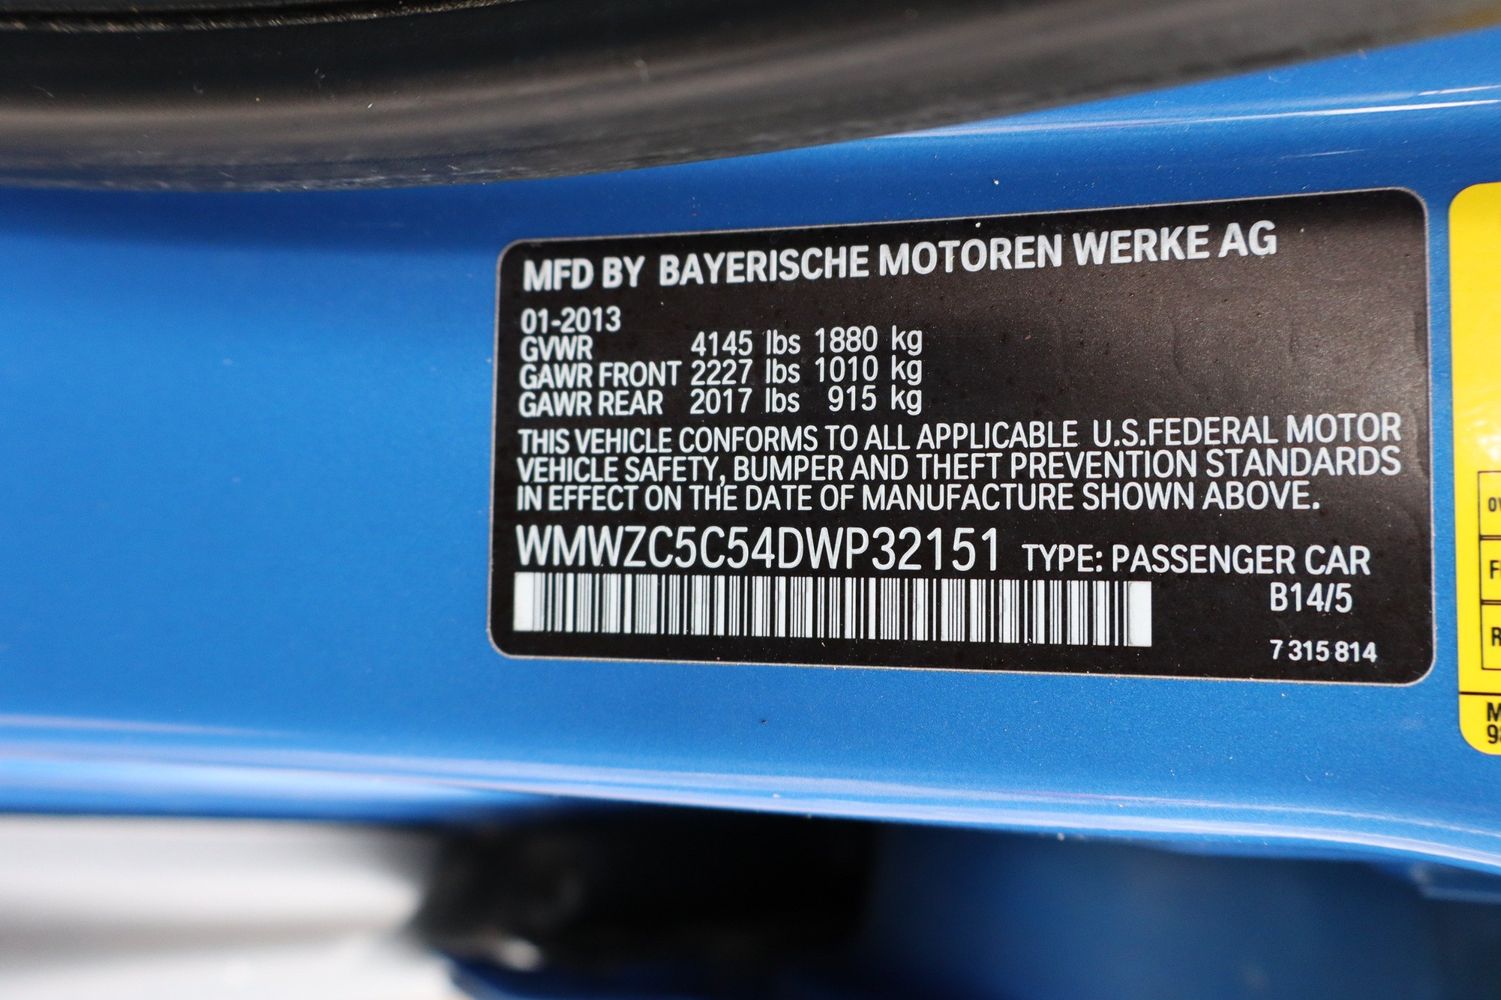 MFD BY BAYERISCHE MOTOREN WERKE AG
01-2013
GVWR 4145 lbs 1880 kg
GAWR FRONT 2227 lbs 1010 kg
GAWR REAR 2017 lbs 915 kg
THIS VEHICLE CONFORMS TO ALL APPLICABLE U.S.FEDERAL MOTOR
VEHICLE SAFETY, BUMPER AND THEFT PREVENTION STANDARDS
IN EFFECT ON THE DATE OF MANUFACTURE SHOWN ABOVE.
WMWZC5C54DWP32151 TYPE: PASSENGER CAR
B14/5
7 315 814